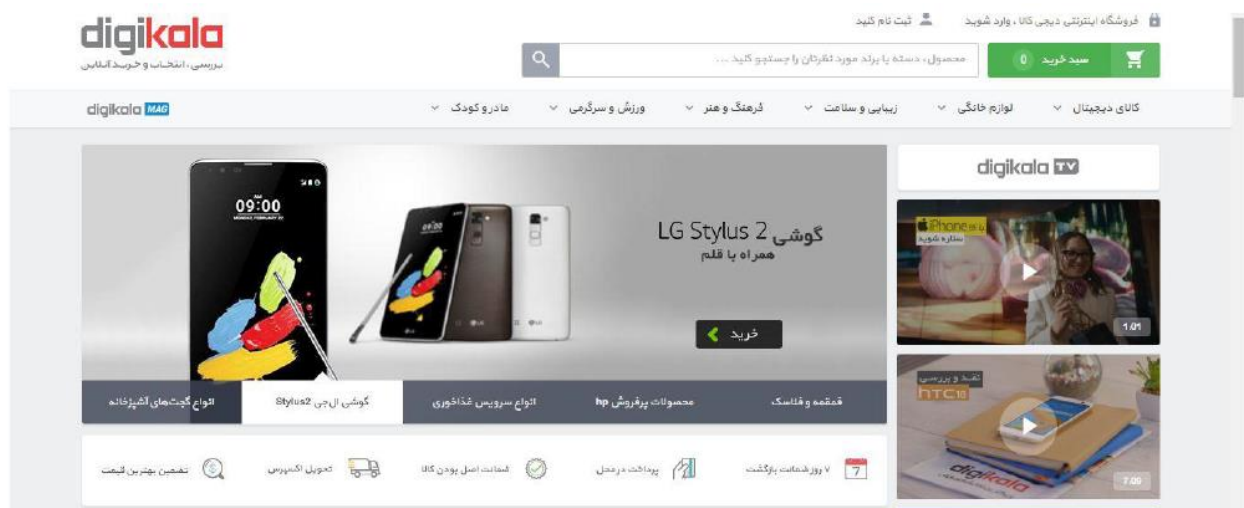 فروشگاه اینترنتی دیجی کالا ، وارد شوید
ثبت نام کنید
digikala
بررسی ، انتخاب و خرید آنلاین
سبد خرید 0
محصول، دسته یا برند مورد نظرتان را جستجو کنید ...
کالای دیجیتال
لوازم خانگی
زیبایی و سلامت
فرهنگ و هنر
ورزش و سرگرمی
مادر و کودک
digikala MAG
digikala TV
09:00
گوشی LG Stylus 2
همراه با قلم
خرید
iPhone
ستاره شوید
1:01
قمقمه و فلاسک
محصولات پرفروش hp
انواع سرویس غذاخوری
گوشی ال‌جی Stylus2
انواع گجت‌های آشپزخانه
نقد و بررسی
HTC 10
digikala
7:00
7
۷ روز ضمانت بازگشت
پرداخت در محل
ضمانت اصل بودن کالا
تحویل اکسپرس
تضمین بهترین قیمت